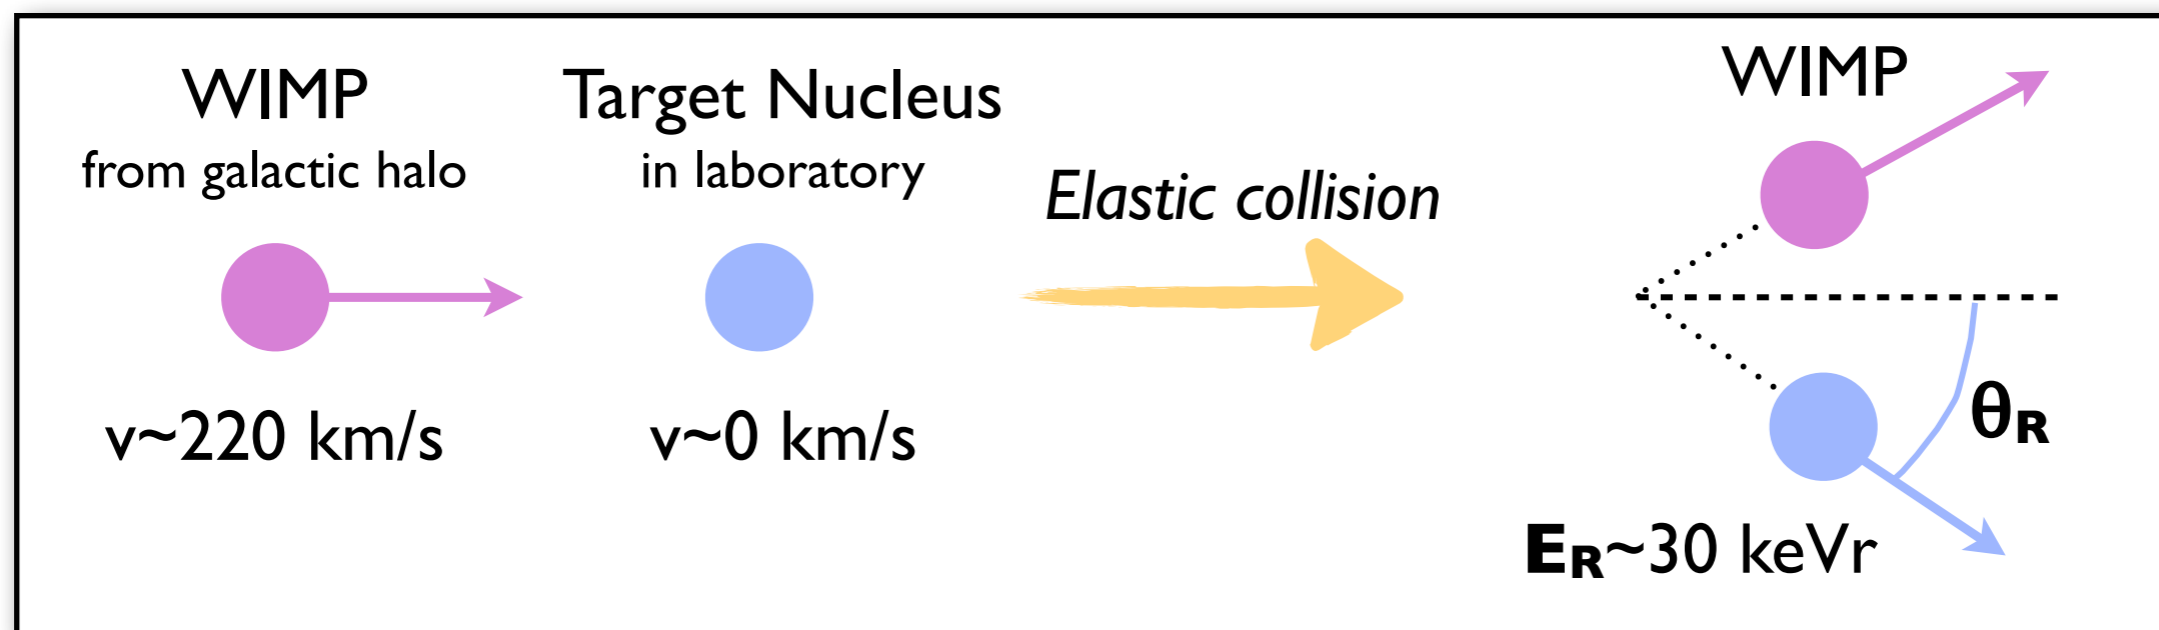 WIMP
from galactic halo
v~220 km/s
Target Nucleus
in laboratory
v~0 km/s
Elastic collision
WIMP
θR
ER~30 keVr